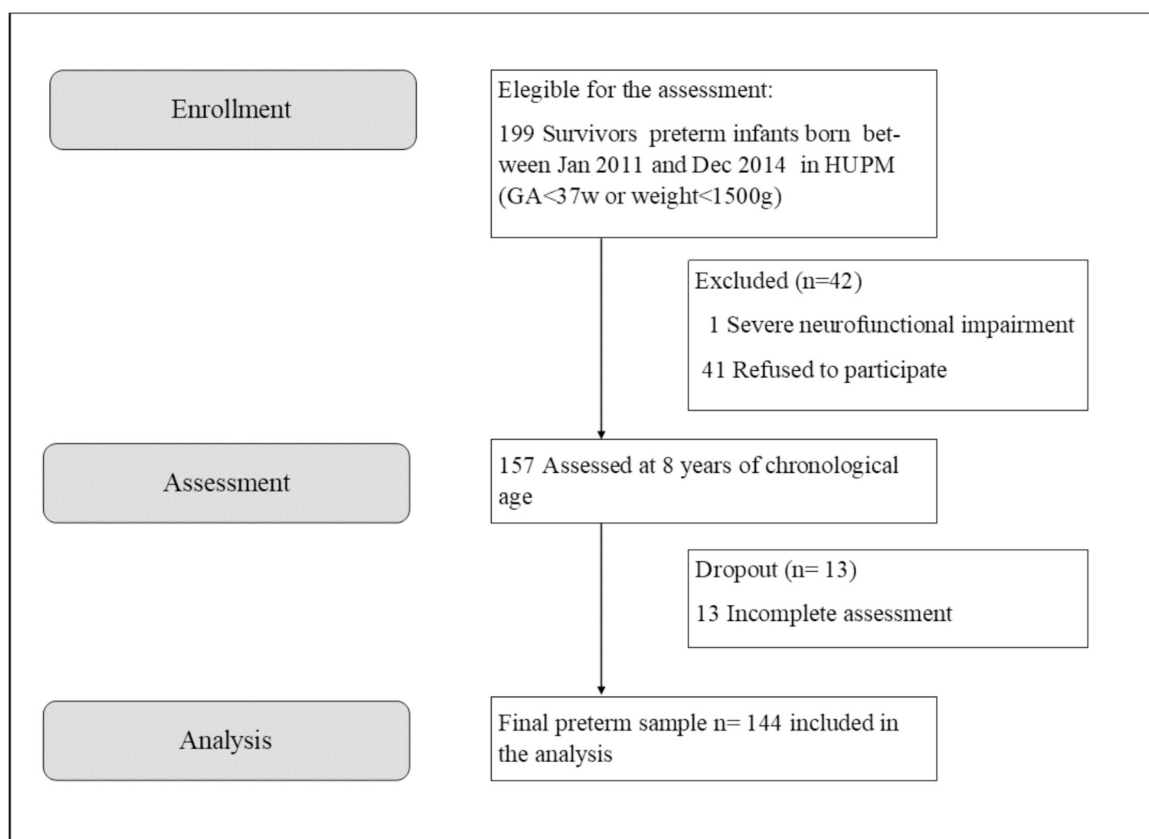 Enrollment
Elegible for the assessment:
199 Survivors preterm infants born bet-
ween Jan 2011 and Dec 2014 in HUPM
(GA<37w or weight<1500g)
Excluded (n=42)
1 Severe neurofunctional impairment
41 Refused to participate
Assessment
157 Assessed at 8 years of chronological
age
Dropout (n= 13)
13 Incomplete assessment
Analysis
Final preterm sample n= 144 included in
the analysis